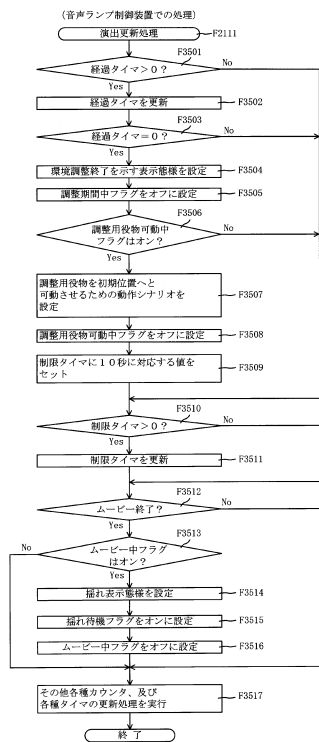 (音声ランプ制御装置での処理)
演出更新処理
F2111
F3501
経過タイマ>0?
No
Yes
経過タイマを更新
F3502
F3503
経過タイマ=0?
No
Yes
環境調整終了を示す表示態様を設定
F3504
調整期間中フラグをオフに設定
F3505
F3506
調整用役物可動中
フラグはオン?
No
Yes
調整用役物を初期位置へと
可動させるための動作シナリオを
設定
F3507
調整用役物可動中フラグをオフに設定
F3508
制限タイマに10秒に対応する値を
セット
F3509
F3510
制限タイマ>0?
No
Yes
制限タイマを更新
F3511
F3512
ムービー終了?
No
Yes
F3513
No
ムービー中フラグ
はオン?
Yes
揺れ表示態様を設定
F3514
揺れ待機フラグをオンに設定
F3515
ムービー中フラグをオフに設定
F3516
その他各種カウンタ、及び
各種タイマの更新処理を実行
F3517
終了